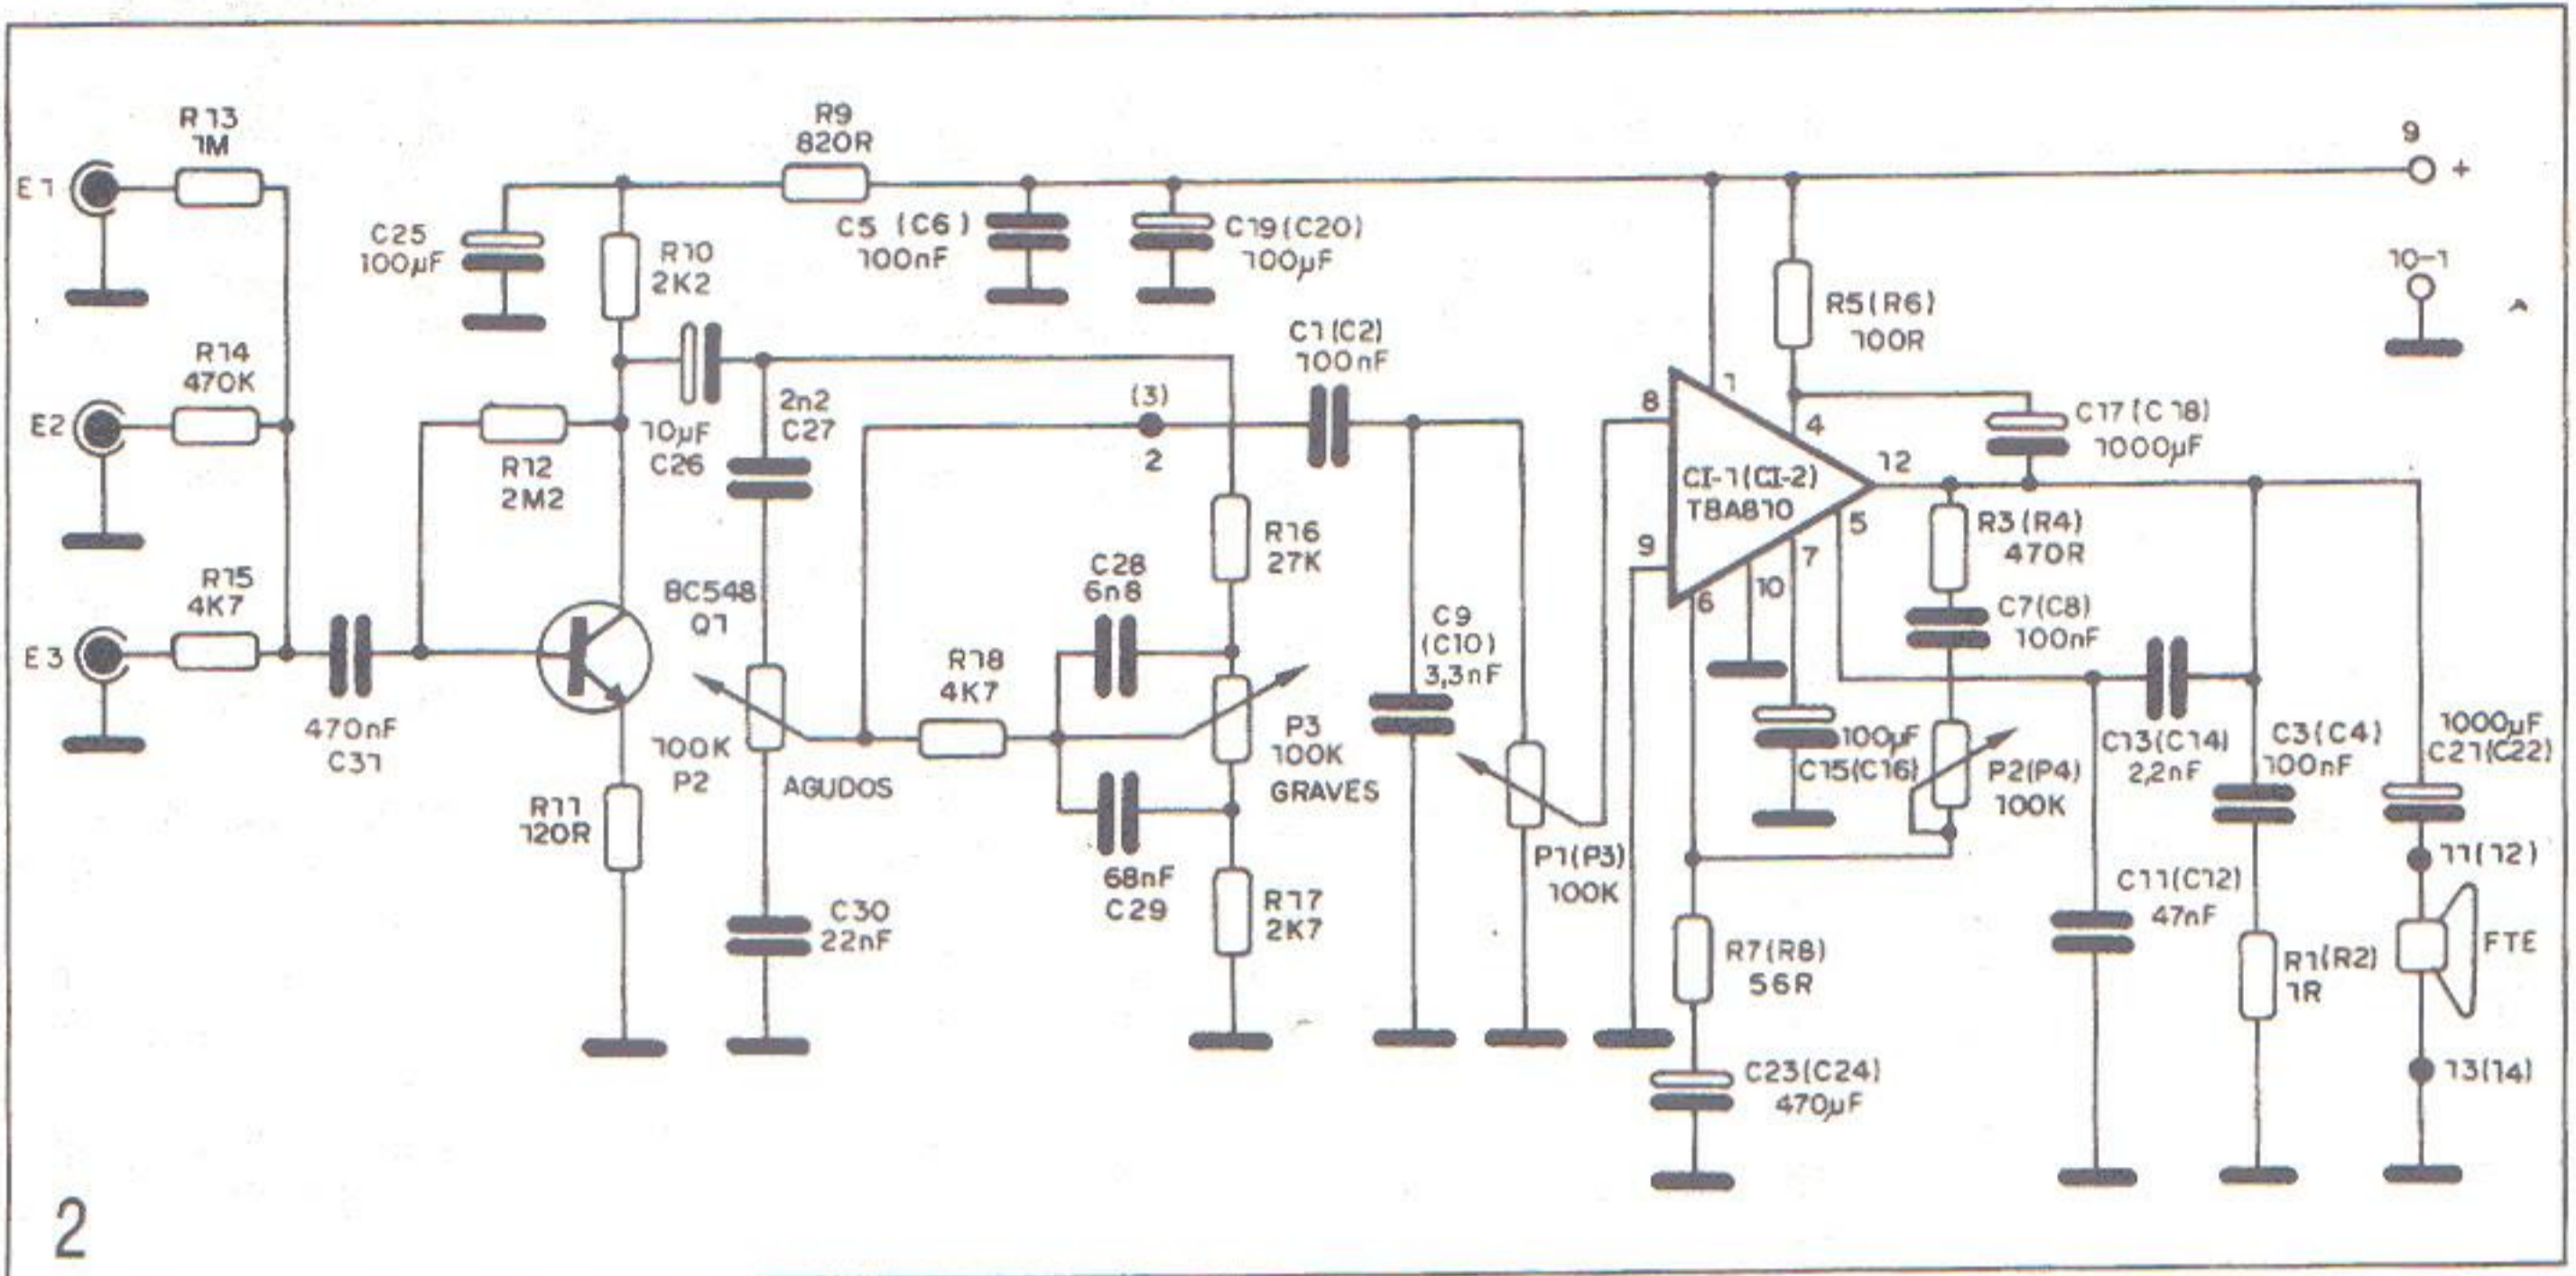 R13
1M
E1
R14
470K
E2
R15
4K7
E3
470nF
C31
C25
100µF
R10
2K2
R9
820R
C5 (C6)
100nF
C19(C20)
100µF
R12
2M2
10µF
C26
2n2
C27
(3)
2
C1(C2)
100nF
BC548
Q1
R11
120R
100K
P2
AGUDOS
C30
22nF
R18
4K7
C28
6n8
68nF
C29
R16
27K
P3
100K
GRAVES
R17
2K7
C9
(C10)
3,3nF
P1(P3)
100K
8
9
1
4
12
5
7
10
6
CI-1(CI-2)
TBA810
R5(R6)
100R
C17(C18)
1000µF
R3(R4)
470R
C7(C8)
100nF
100µF
C15(C16)
P2(P4)
100K
R7(R8)
56R
C23(C24)
470µF
C13(C14)
2,2nF
C11(C12)
47nF
C3(C4)
100nF
R1(R2)
1R
1000µF
C21(C22)
11(12)
FTE
13(14)
9
+
10-1
2